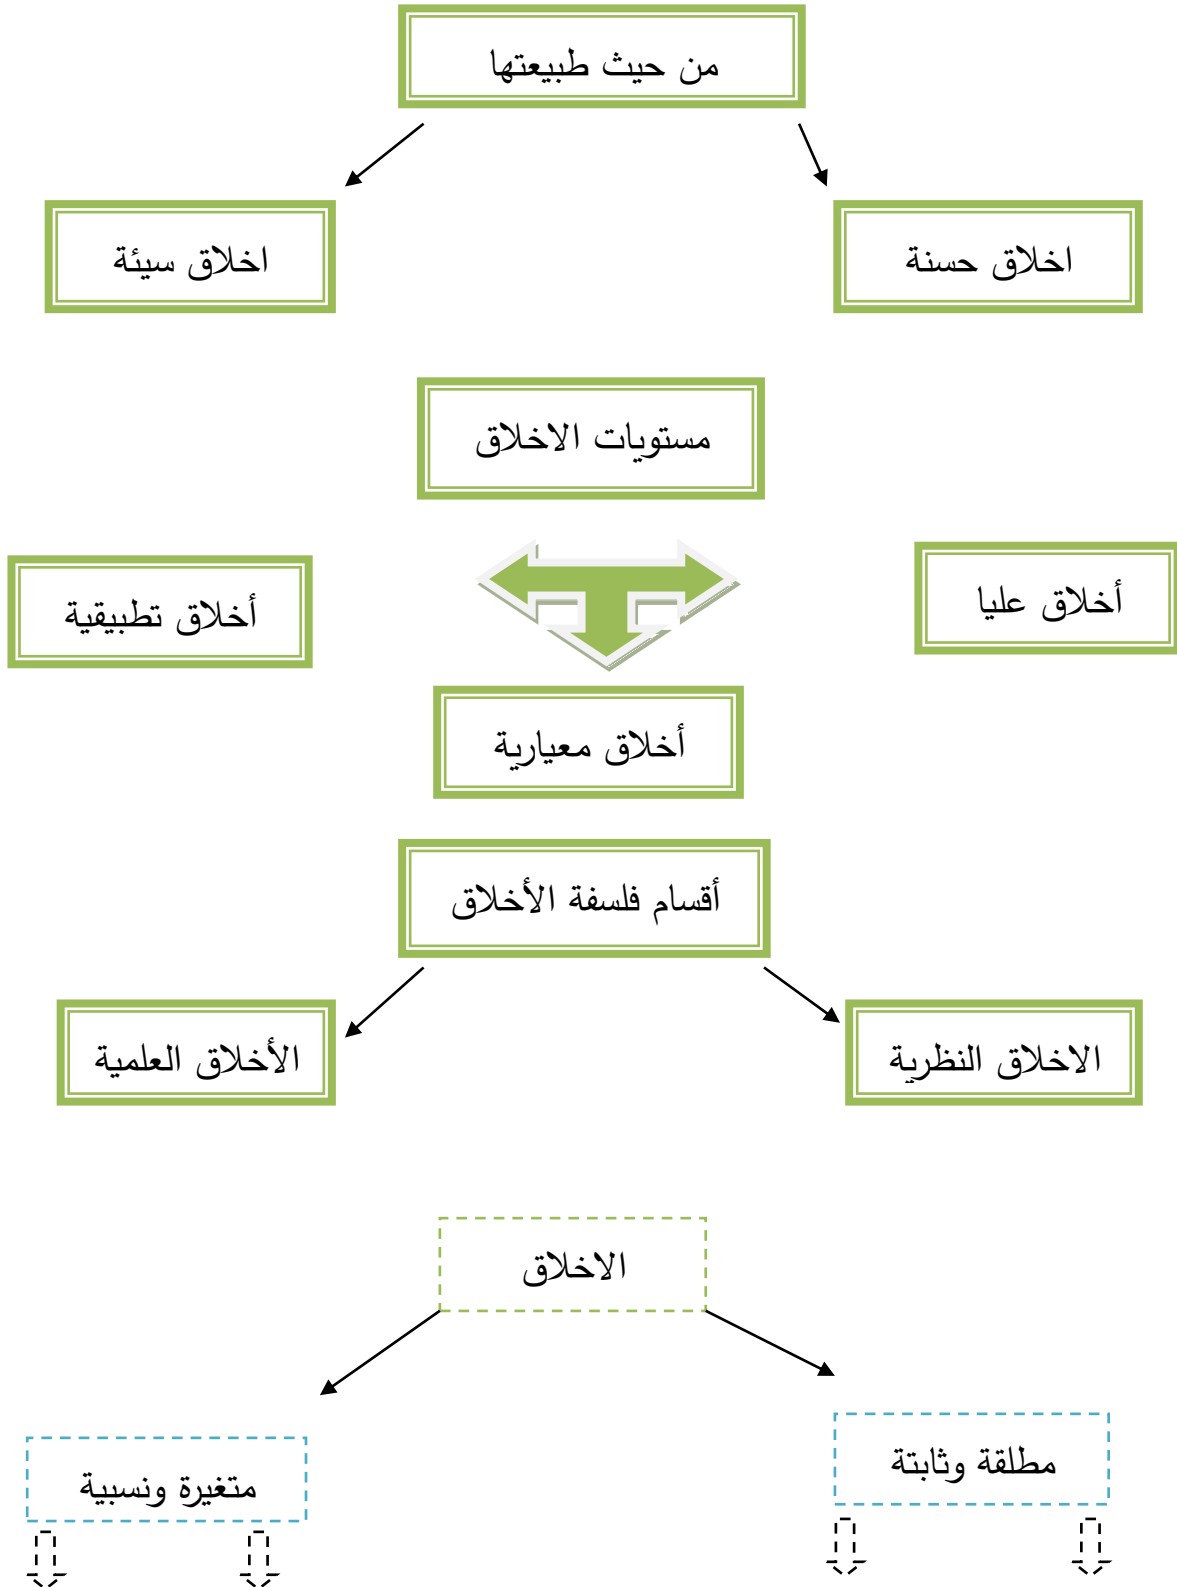 من حيث طبيعتها
اخلاق حسنة
اخلاق سيئة
مستويات الاخلاق
أخلاق عليا
أخلاق تطبيقية
أخلاق معيارية
أقسام فلسفة الأخلاق
الاخلاق النظرية
الأخلاق العلمية
الاخلاق
مطلقة وثابتة
متغيرة ونسبية